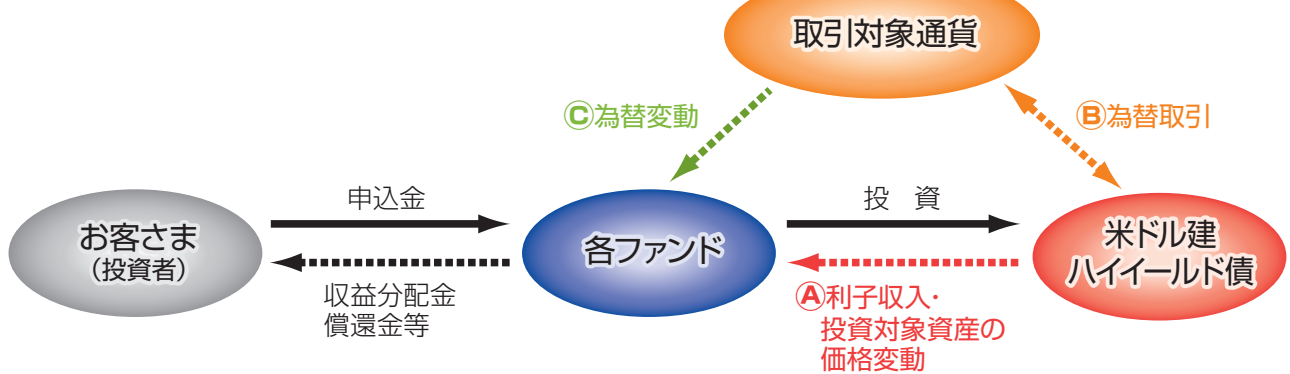 取引対象通貨
Ⓒ為替変動
Ⓑ為替取引
申込金
投 資
お客さま
(投資者)
各ファンド
米ドル建
ハイイールド債
収益分配金
償還金等
Ⓐ利子収入・
投資対象資産の
価格変動